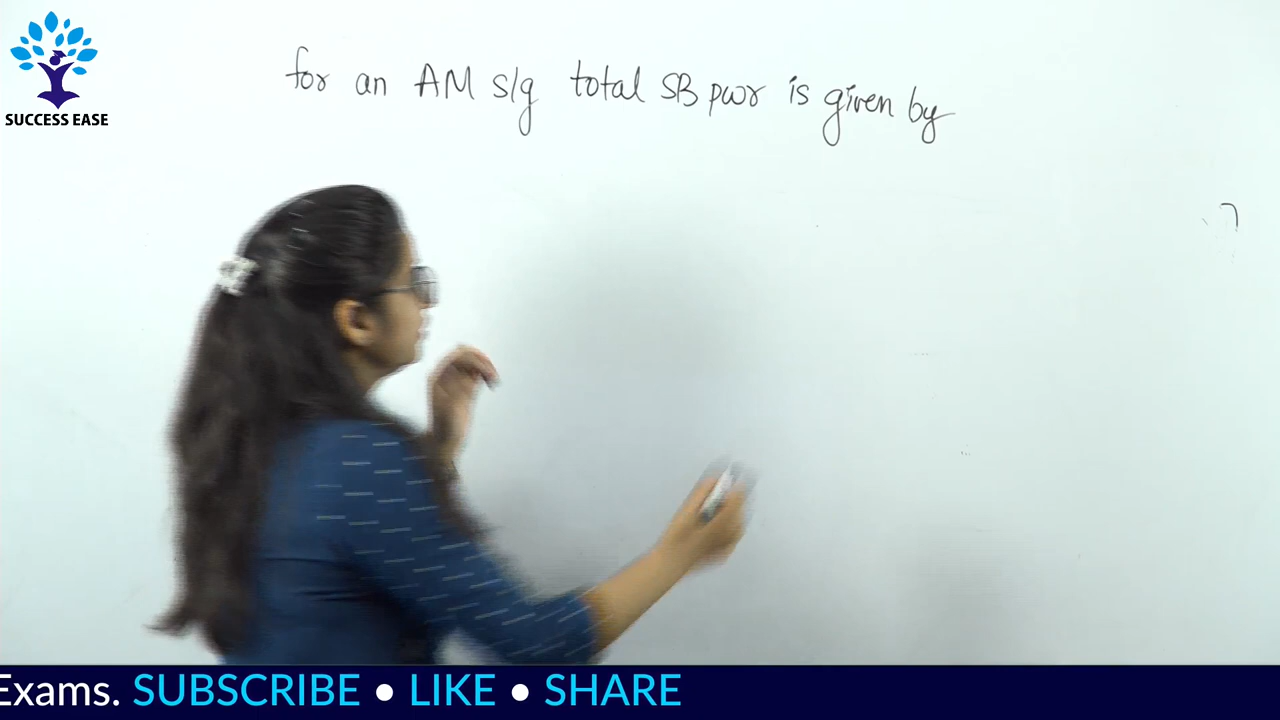 for an AM s/g total SB pwr is given by
SUCCESS EASE
Exams. SUBSCRIBE ● LIKE ● SHARE